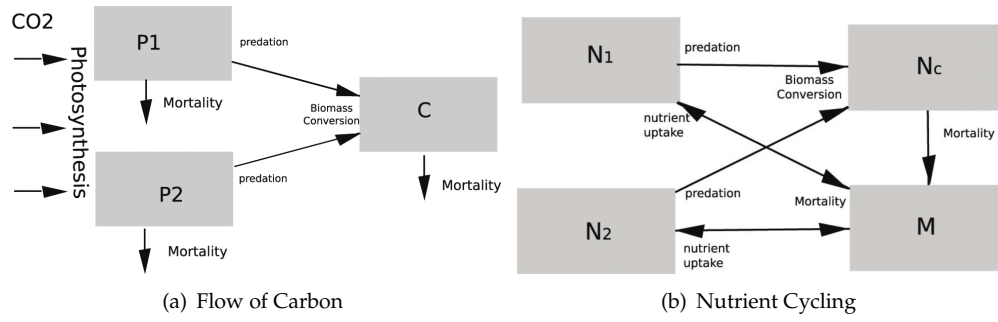 CO2
Photosynthesis
P1
predation
Mortality
Biomass
Conversion
C
P2
predation
Mortality
Mortality
(a) Flow of Carbon
N1
predation
Nc
Biomass
Conversion
nutrient
uptake
Mortality
N2
predation
Mortality
M
nutrient
uptake
(b) Nutrient Cycling